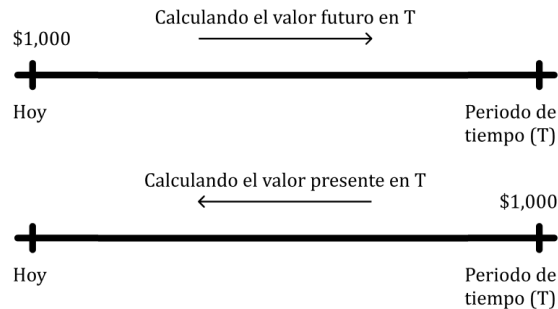 Calculando el valor futuro en T
$1,000
Hoy
Periodo de
tiempo (T)
Calculando el valor presente en T
$1,000
Hoy
Periodo de
tiempo (T)